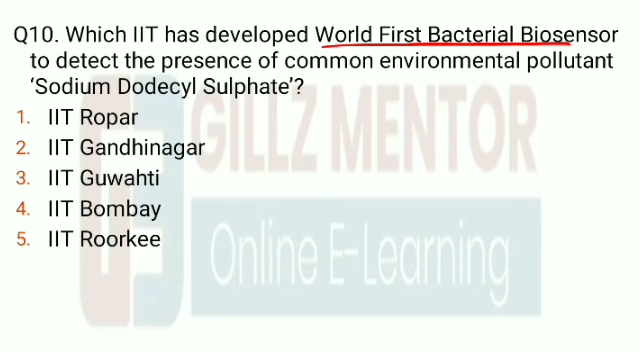 Q10. Which IIT has developed World First Bacterial Biosensor
to detect the presence of common environmental pollutant
‘Sodium Dodecyl Sulphate’?
1. IIT Ropar
2. IIT Gandhinagar
3. IIT Guwahti
4. IIT Bombay
5. IIT Roorkee
GILLZ MENTOR
Online E-Learning